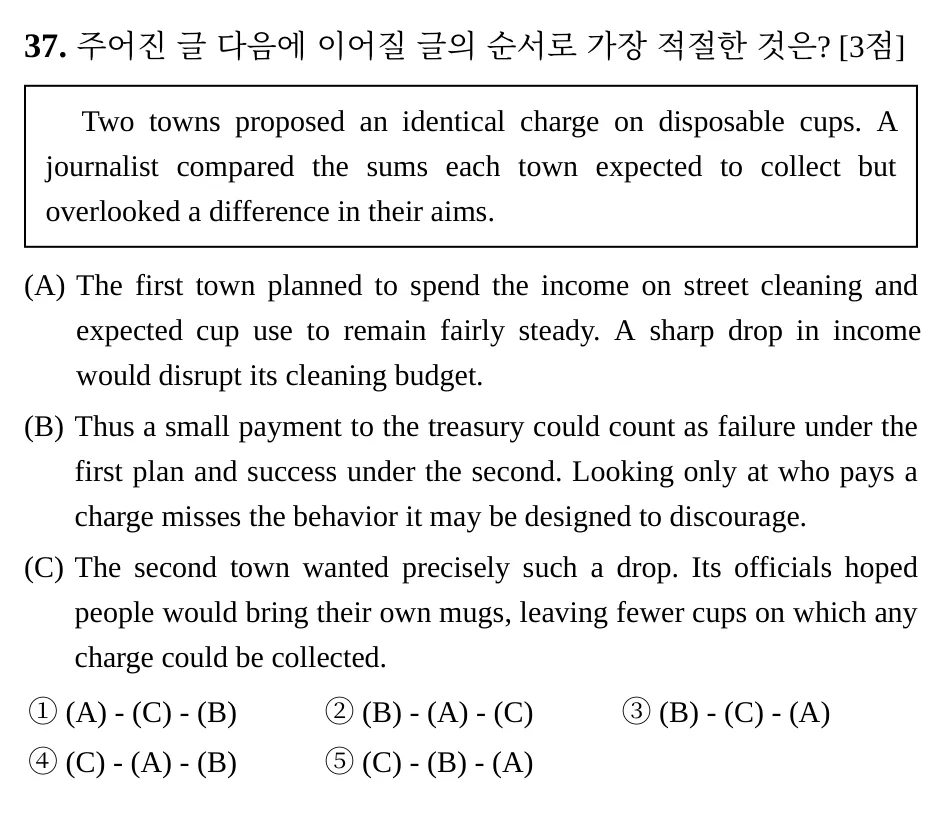 37. 주어진 글 다음에 이어질 글의 순서로 가장 적절한 것은? [3점]
Two towns proposed an identical charge on disposable cups. A
journalist compared the sums each town expected to collect but
overlooked a difference in their aims.
(A) The first town planned to spend the income on street cleaning and
expected cup use to remain fairly steady. A sharp drop in income
would disrupt its cleaning budget.
(B) Thus a small payment to the treasury could count as failure under the
first plan and success under the second. Looking only at who pays a
charge misses the behavior it may be designed to discourage.
(C) The second town wanted precisely such a drop. Its officials hoped
people would bring their own mugs, leaving fewer cups on which any
charge could be collected.
① (A) - (C) - (B) ② (B) - (A) - (C) ③ (B) - (C) - (A)
④ (C) - (A) - (B) ⑤ (C) - (B) - (A)